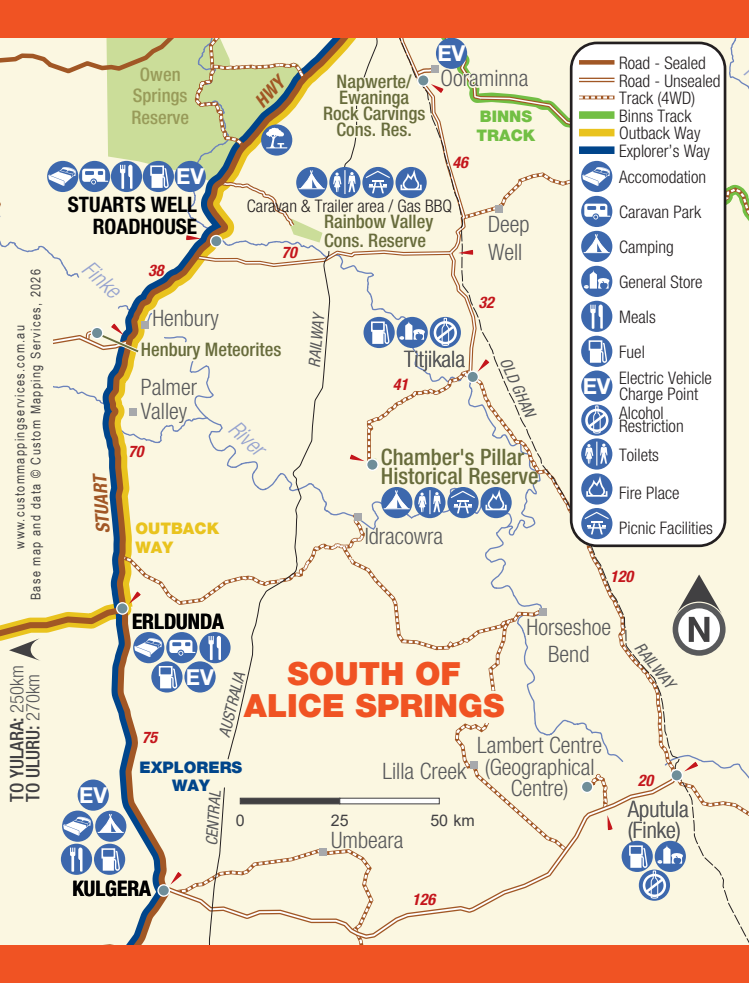 Owen
Springs
Reserve
HWY
EV
Ooraminna
Napwerte/
Ewaninga
Rock Carvings
Cons. Res.
BINNS
TRACK
46
EV
STUARTS WELL
ROADHOUSE
Caravan & Trailer area / Gas BBQ
Rainbow Valley
Cons. Reserve
Deep
Well
70
38
Finke
32
Henbury
Henbury Meteorites
RAILWAY
Titjikala
OLD GHAN
41
Palmer
Valley
River
70
Chamber's Pillar
Historical Reserve
STUART
OUTBACK
WAY
Idracowra
120
ERLDUNDA
EV
Horseshoe
Bend
N
RAILWAY
SOUTH OF
ALICE SPRINGS
TO YULARA: 250km
TO ULURU: 270km
AUSTRALIA
75
EXPLORERS
WAY
Lambert Centre
(Geographical
Centre)
Lilla Creek
20
EV
CENTRAL
0 25 50 km
Aputula
(Finke)
Umbeara
KULGERA
126
Road - Sealed
Road - Unsealed
Track (4WD)
Binns Track
Outback Way
Explorer's Way
Accomodation
Caravan Park
Camping
General Store
Meals
Fuel
EV
Electric Vehicle
Charge Point
Alcohol
Restriction
Toilets
Fire Place
Picnic Facilities
www.custommappingservices.com.au
Base map and data © Custom Mapping Services, 2026